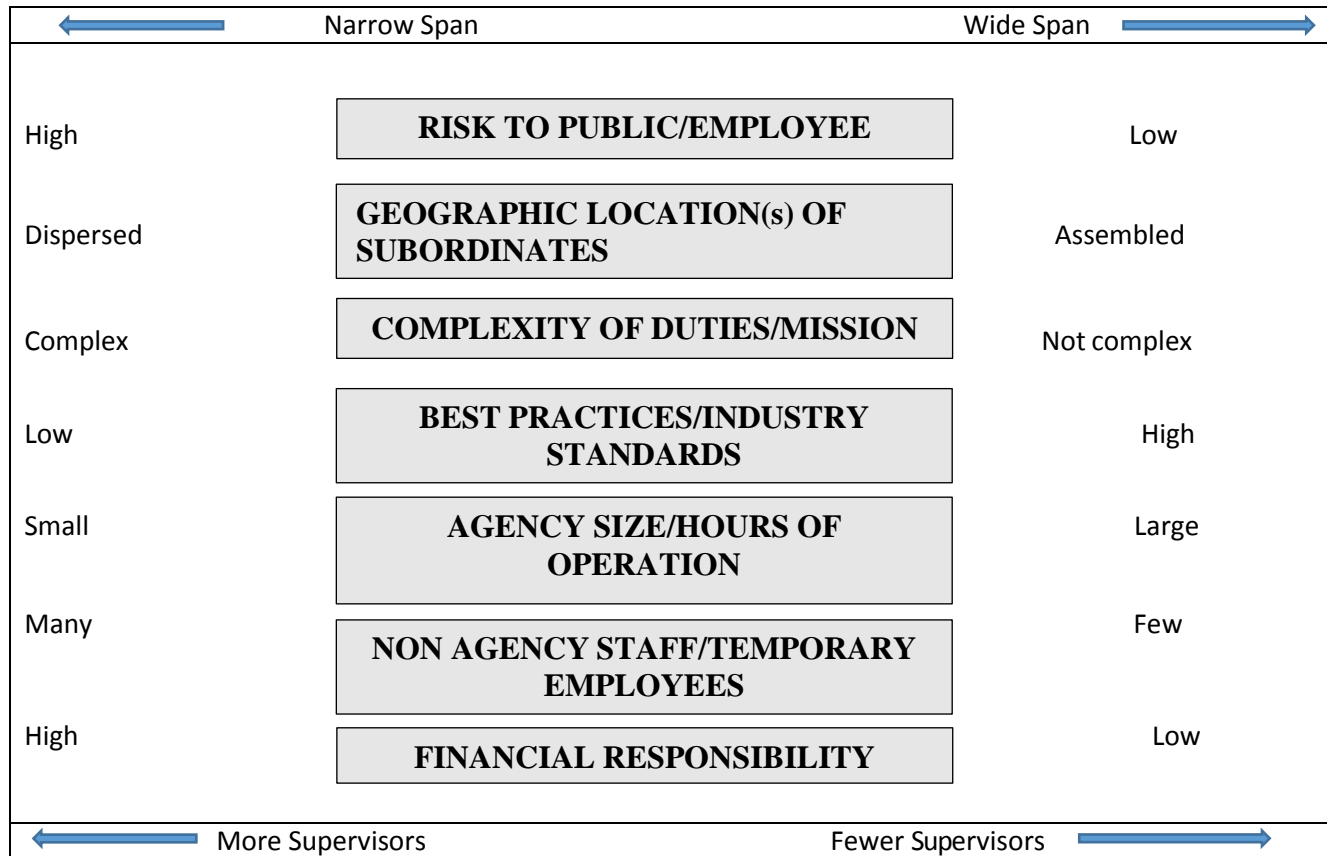 Narrow Span Wide Span
High RISK TO PUBLIC/EMPLOYEE Low
GEOGRAPHIC LOCATION(s) OF
Dispersed SUBORDINATES Assembled
Complex COMPLEXITY OF DUTIES/MISSION Not complex
BEST PRACTICES/INDUSTRY
Low STANDARDS High
Small AGENCY SIZE/HOURS OF Large
OPERATION
Many Few
NON AGENCY STAFF/TEMPORARY
EMPLOYEES
High FINANCIAL RESPONSIBILITY Low
More Supervisors Fewer Supervisors